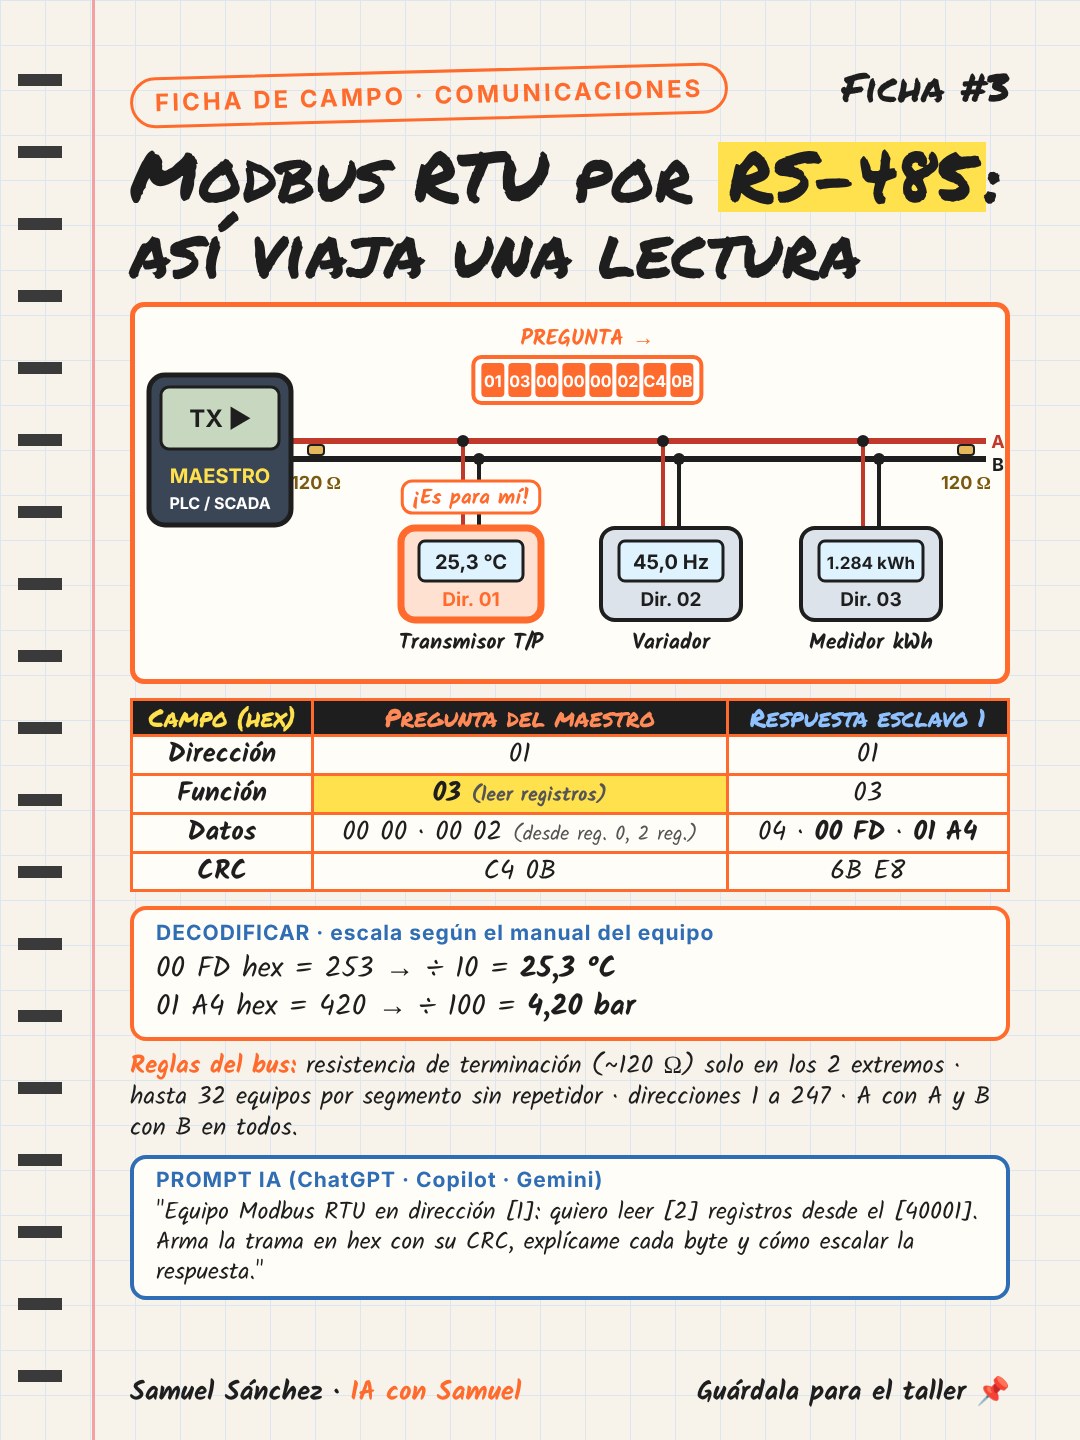 FICHA DE CAMPO · COMUNICACIONES
FICHA #3
MODBUS RTU POR RS-485:
ASÍ VIAJA UNA LECTURA
PREGUNTA →
01 03 00 00 00 02 C4 0B
TX ▶
MAESTRO
PLC / SCADA
A
B
120 Ω
120 Ω
¡Es para mí!
25,3 °C
Dir. 01
Transmisor T/P
45,0 Hz
Dir. 02
Variador
1.284 kWh
Dir. 03
Medidor kWh
CAMPO (HEX) PREGUNTA DEL MAESTRO RESPUESTA ESCLAVO 1
Dirección 01 01
Función 03 (leer registros) 03
Datos 00 00 · 00 02 (desde reg. 0, 2 reg.) 04 · 00 FD · 01 A4
CRC C4 0B 6B E8
DECODIFICAR · escala según el manual del equipo
00 FD hex = 253 → ÷ 10 = 25,3 °C
01 A4 hex = 420 → ÷ 100 = 4,20 bar
Reglas del bus: resistencia de terminación (~120 Ω) solo en los 2 extremos ·
hasta 32 equipos por segmento sin repetidor · direcciones 1 a 247 · A con A y B
con B en todos.
PROMPT IA (ChatGPT · Copilot · Gemini)
"Equipo Modbus RTU en dirección [1]: quiero leer [2] registros desde el [40001].
Arma la trama en hex con su CRC, explícame cada byte y cómo escalar la
respuesta."
Samuel Sánchez · IA con Samuel
Guárdala para el taller 📌